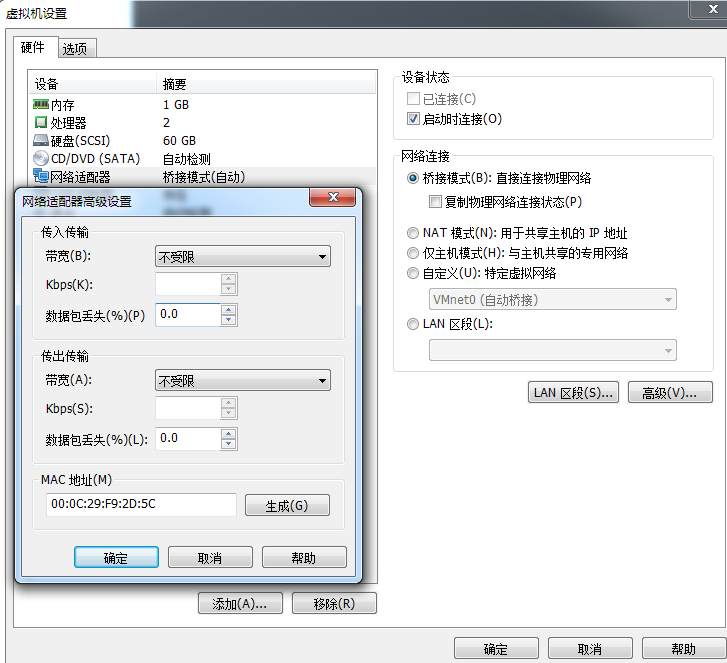 虚拟机设置
硬件 选项
设备 摘要
内存 1 GB
处理器 2
硬盘(SCSI) 60 GB
CD/DVD (SATA) 自动检测
网络适配器 桥接模式(自动)
网络适配器高级设置
传入传输
带宽(B): 不受限
Kbps(K):
数据包丢失(%)(P) 0.0
传出传输
带宽(A): 不受限
Kbps(S):
数据包丢失(%)(L): 0.0
MAC 地址(M)
00:0C:29:F9:2D:5C 生成(G)
确定 取消 帮助
添加(A)... 移除(R)
设备状态
已连接(C)
启动时连接(O)
网络连接
桥接模式(B): 直接连接物理网络
复制物理网络连接状态(P)
NAT 模式(N): 用于共享主机的 IP 地址
仅主机模式(H): 与主机共享的专用网络
自定义(U): 特定虚拟网络
VMnet0 (自动桥接)
LAN 区段(L):
LAN 区段(S)... 高级(V)...
确定 取消 帮助